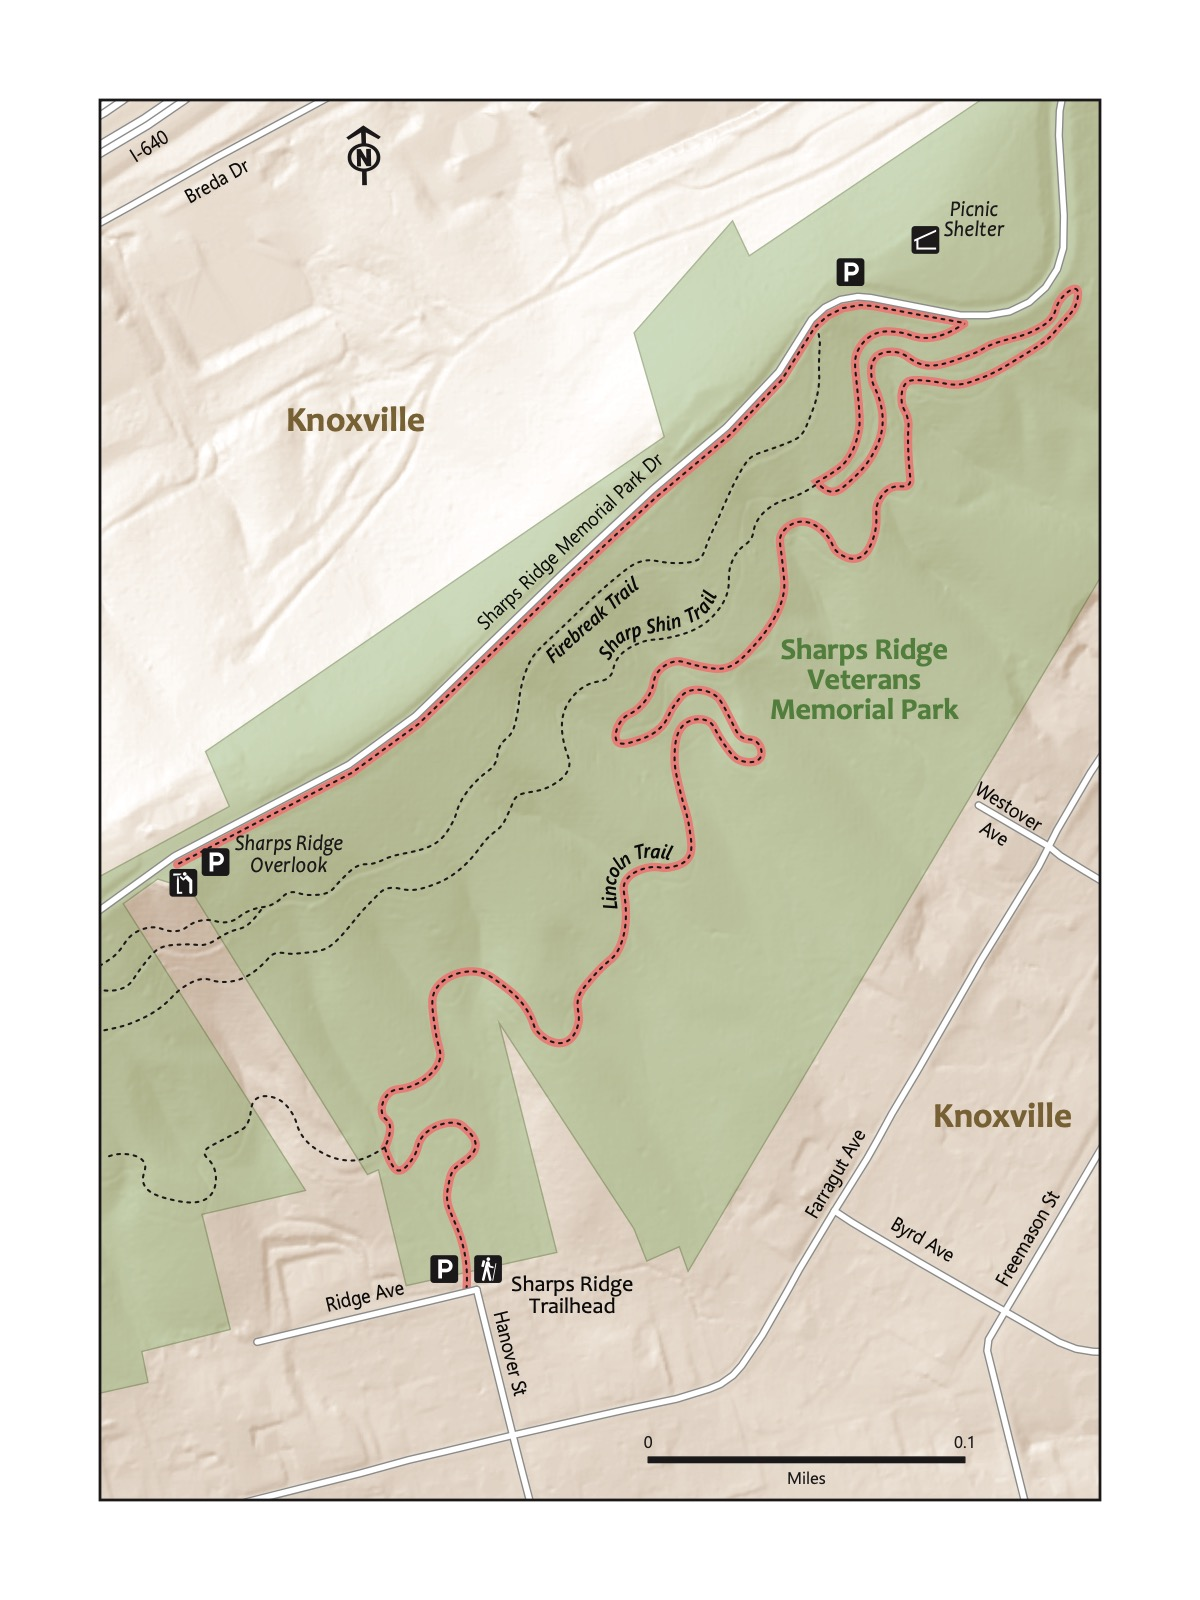 I-640
Breda Dr
N
Picnic
Shelter
P
Knoxville
Sharps Ridge Memorial Park Dr
Firebreak Trail
Sharp Shin Trail
Sharps Ridge
Veterans
Memorial Park
Westover
Ave
Sharps Ridge
Overlook
P
Lincoln Trail
Knoxville
Farragut Ave
Byrd Ave
Freemason St
P
Sharps Ridge
Trailhead
Ridge Ave
Hanover St
0 0.1
Miles